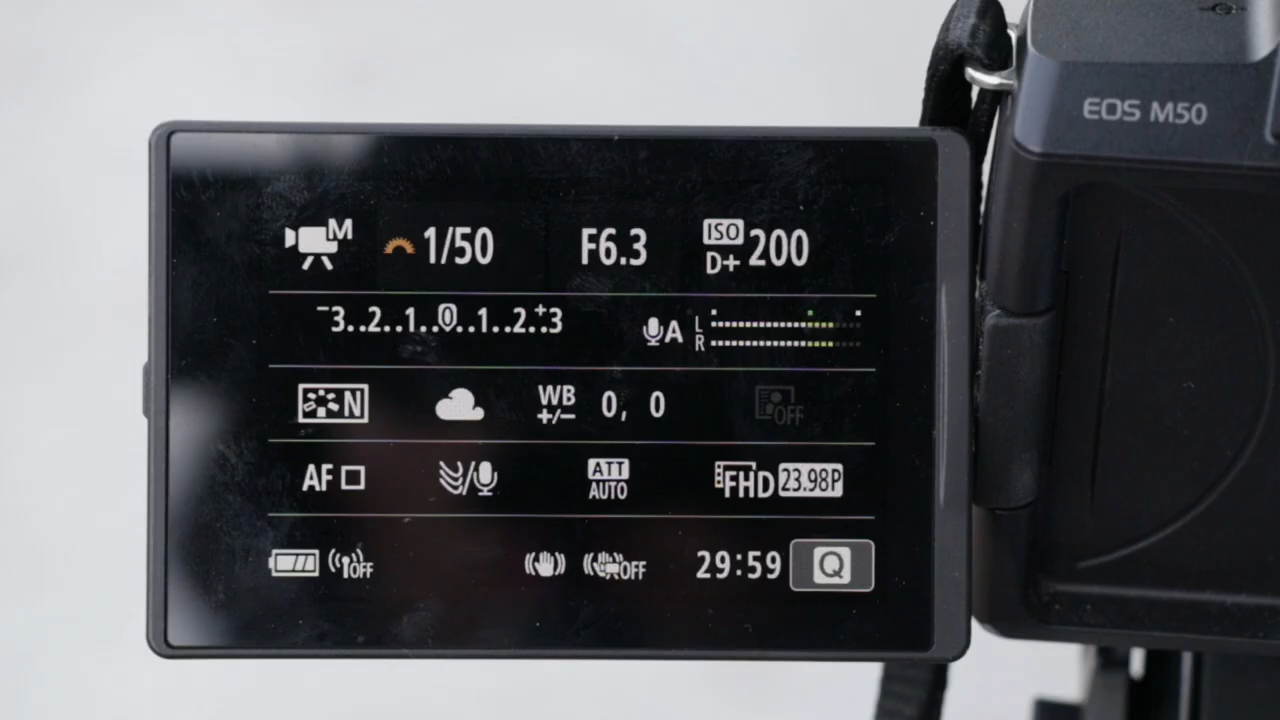 EOS M50
M 1/50 F6.3 ISO D+ 200
-3..2..1..0..1..2..+3 A L R
N WB +/- 0, 0 OFF
AF ATT AUTO FHD 23.98P
OFF OFF 29:59 Q